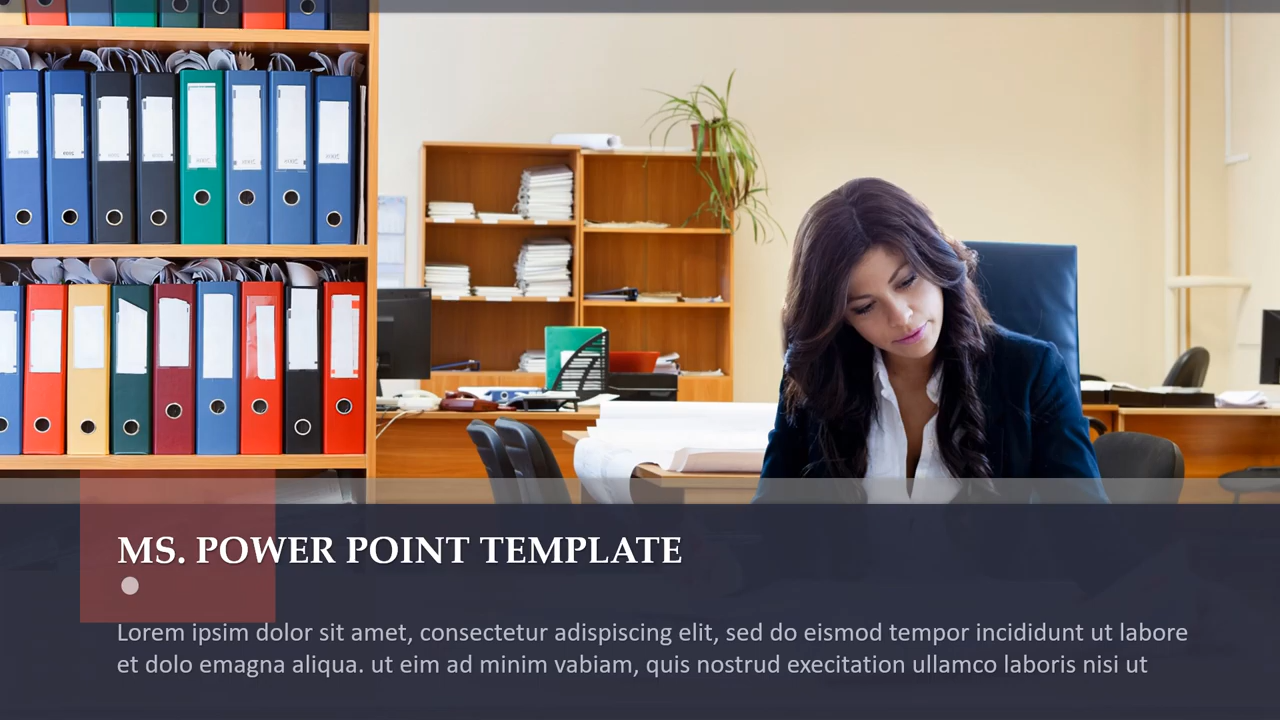 MS. POWER POINT TEMPLATE
Lorem ipsim dolor sit amet, consectetur adispiscing elit, sed do eismod tempor incididunt ut labore
et dolo emagna aliqua. ut eim ad minim vabiam, quis nostrud execitation ullamco laboris nisi ut